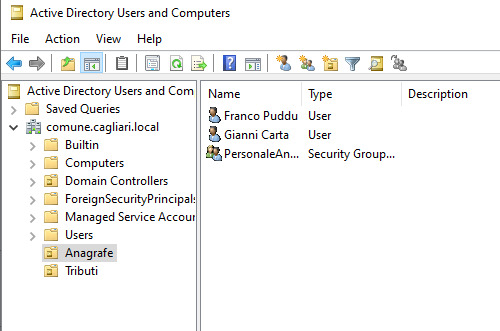 Active Directory Users and Computers
File Action View Help
Active Directory Users and Com
Saved Queries
comune.cagliari.local
Builtin
Computers
Domain Controllers
ForeignSecurityPrincipals
Managed Service Accour
Users
Anagrafe
Tributi
Name Type Description
Franco Puddu User
Gianni Carta User
PersonaleAn... Security Group...